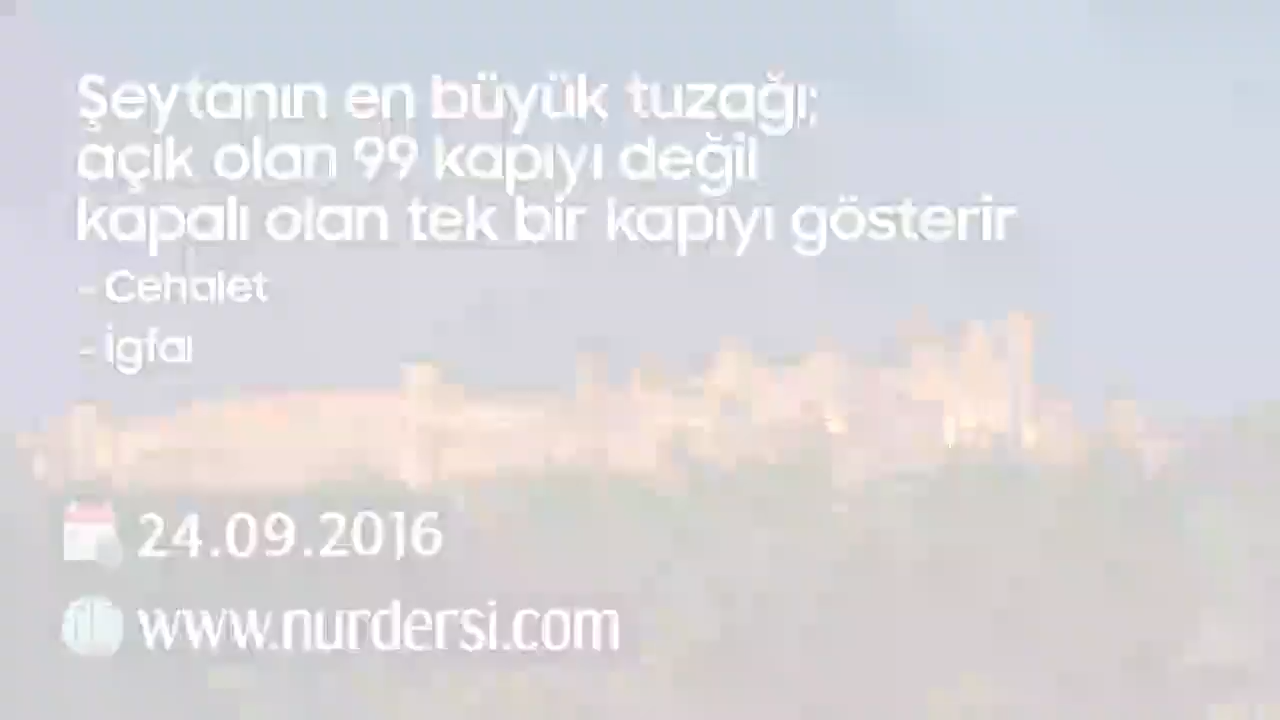 Şeytanın en büyük tuzağı;
açık olan 99 kapıyı değil
kapalı olan tek bir kapıyı gösterir
- Cehalet
- İgfal
24.09.2016
www.nurdersi.com